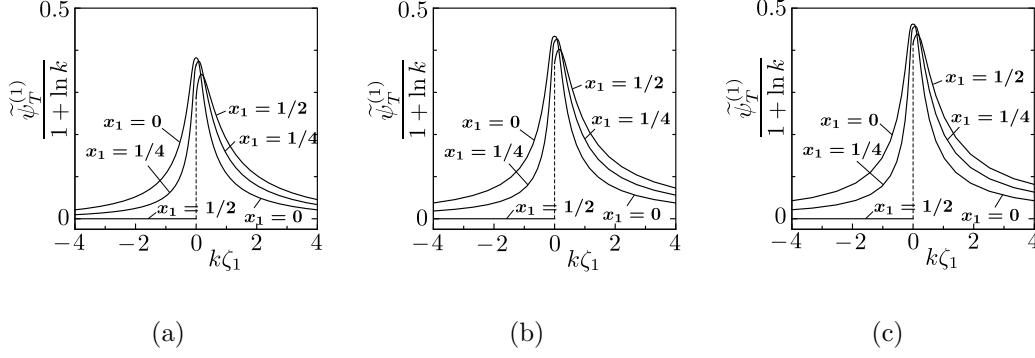 0.5
ψ̃_T^{(1)} / (1 + ln k)
x₁ = 1/2
x₁ = 0
x₁ = 1/4
x₁ = 1/4
0
x₁ = 1/2
x₁ = 0
−4 −2 0 2 4
kζ₁
(a)
0.5
ψ̃_T^{(1)} / (1 + ln k)
x₁ = 1/2
x₁ = 0
x₁ = 1/4
x₁ = 1/4
0
x₁ = 1/2
x₁ = 0
−4 −2 0 2 4
kζ₁
(b)
0.5
ψ̃_T^{(1)} / (1 + ln k)
x₁ = 1/2
x₁ = 0
x₁ = 1/4
x₁ = 1/4
0
x₁ = 1/2
x₁ = 0
−4 −2 0 2 4
kζ₁
(c)